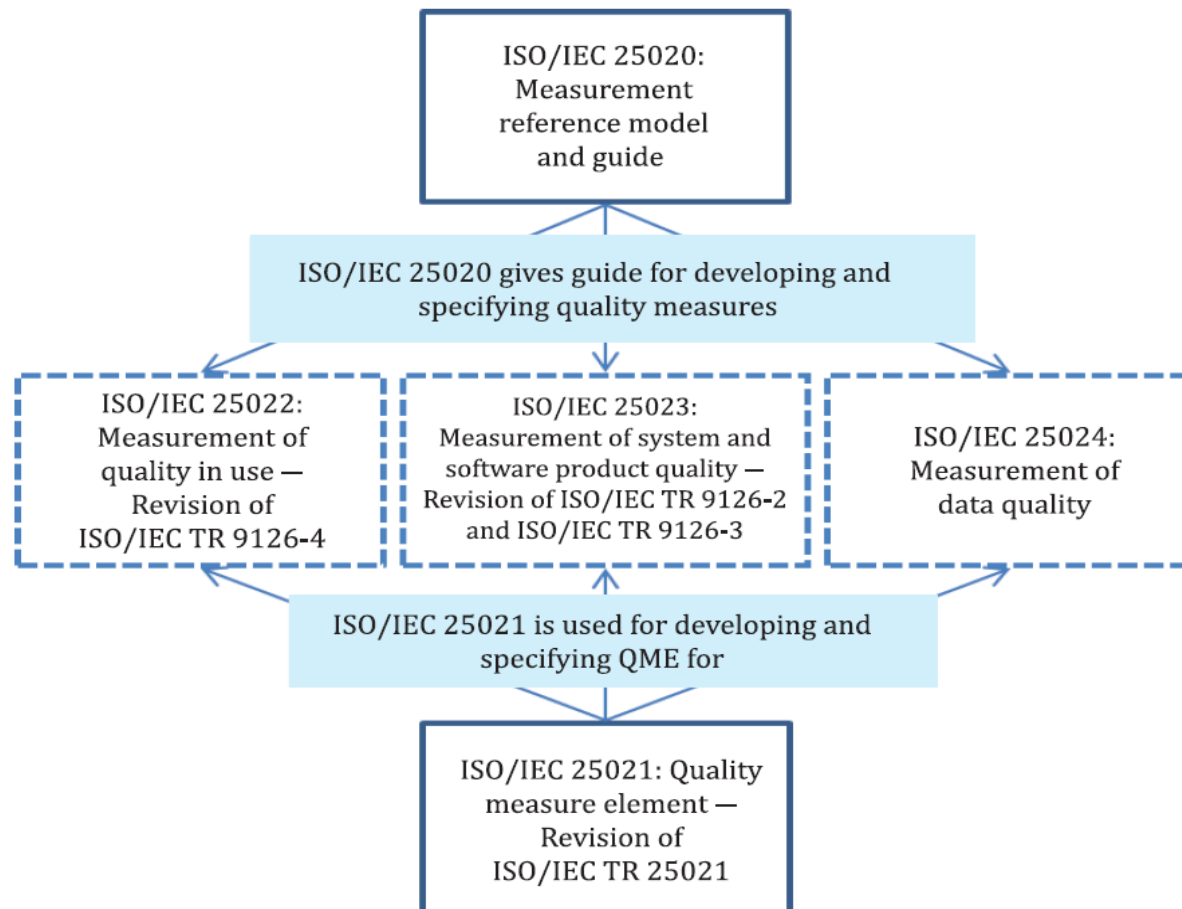 ISO/IEC 25020:
Measurement
reference model
and guide
ISO/IEC 25020 gives guide for developing and
specifying quality measures
ISO/IEC 25022:
Measurement of
quality in use —
Revision of
ISO/IEC TR 9126-4
ISO/IEC 25023:
Measurement of system and
software product quality —
Revision of ISO/IEC TR 9126-2
and ISO/IEC TR 9126-3
ISO/IEC 25024:
Measurement of
data quality
ISO/IEC 25021 is used for developing and
specifying QME for
ISO/IEC 25021: Quality
measure element —
Revision of
ISO/IEC TR 25021